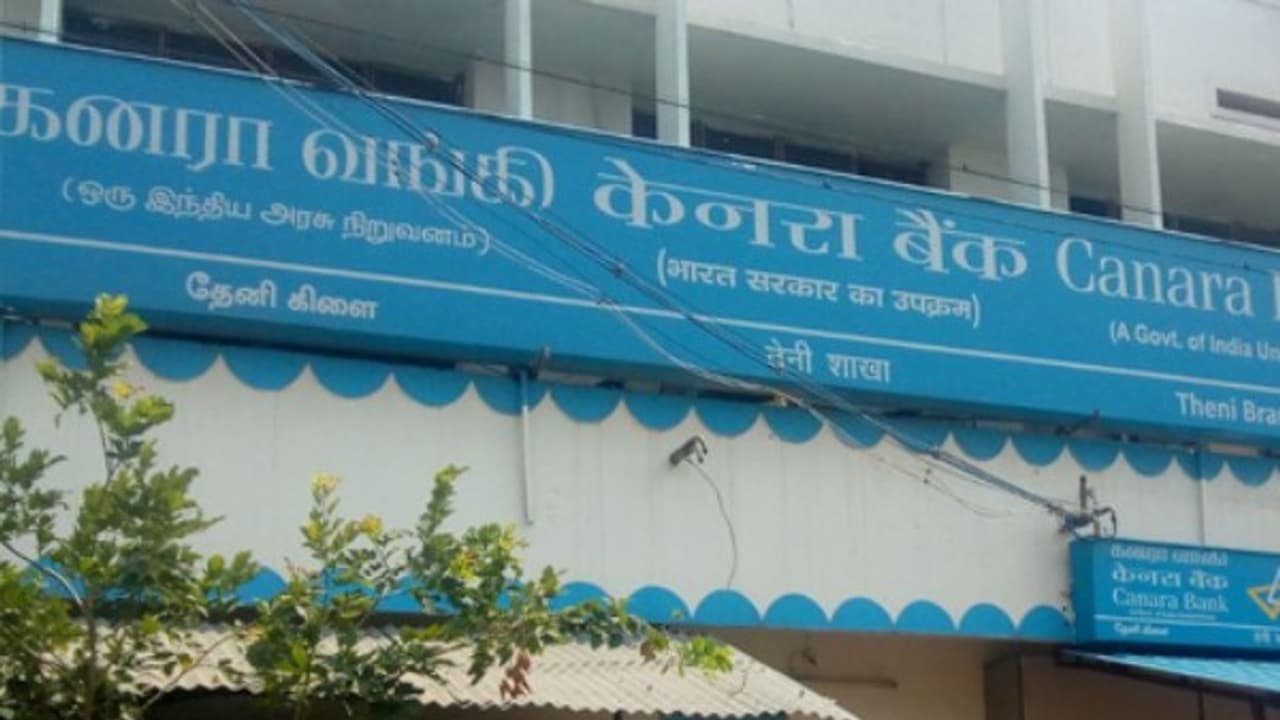 கனரா வங்கி केनरा बैंक Canara
(ஒரு இந்திய அரசு நிறுவனம்) (भारत सरकार का उपक्रम) (A Govt. of India
தேனி கிளை थेनी शाखा Theni
கனரா வங்கி
केनरा बैंक
Canara Bank
தேனி கிளை